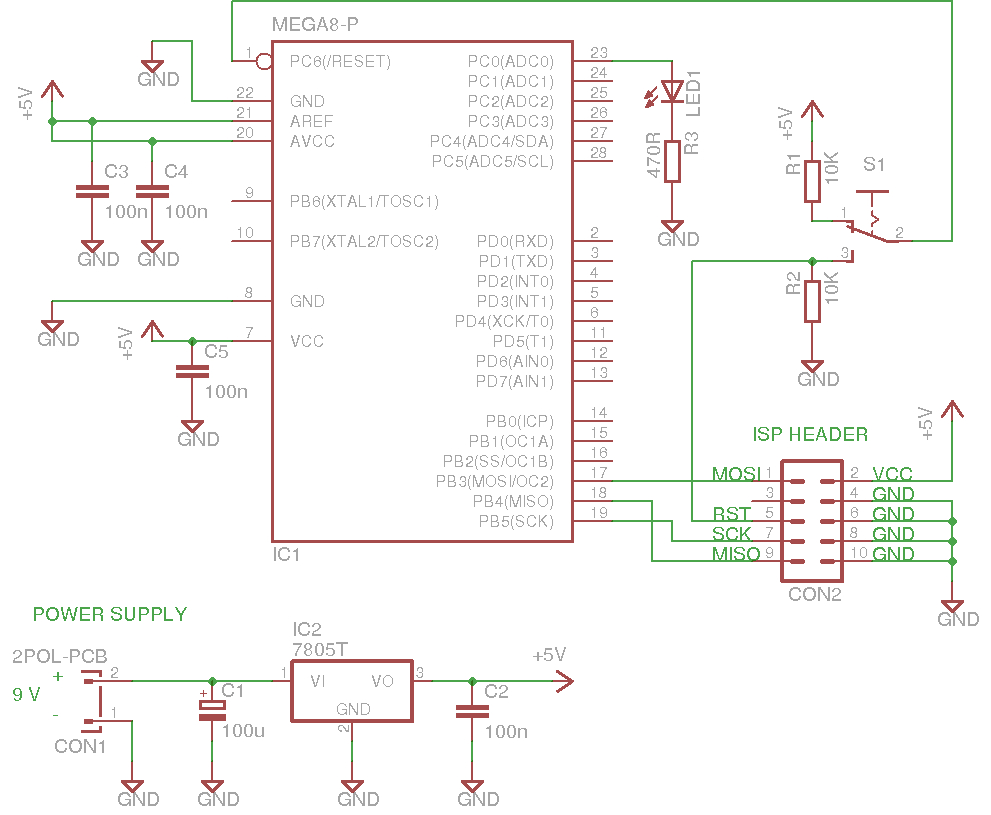 MEGA8-P
1 PC6(/RESET)
22 GND
21 AREF
20 AVCC
9 PB6(XTAL1/TOSC1)
10 PB7(XTAL2/TOSC2)
8 GND
7 VCC
PC0(ADC0) 23
PC1(ADC1) 24
PC2(ADC2) 25
PC3(ADC3) 26
PC4(ADC4/SDA) 27
PC5(ADC5/SCL) 28
PD0(RXD) 2
PD1(TXD) 3
PD2(INT0) 4
PD3(INT1) 5
PD4(XCK/T0) 6
PD5(T1) 11
PD6(AIN0) 12
PD7(AIN1) 13
PB0(ICP) 14
PB1(OC1A) 15
PB2(SS/OC1B) 16
PB3(MOSI/OC2) 17
PB4(MISO) 18
PB5(SCK) 19
IC1
GND
+5V
C3
100n
GND
C4
100n
GND
GND
+5V
C5
100n
GND
LED1
470R
R3
GND
+5V
R1
10K
S1
1
2
3
R2
10K
GND
ISP HEADER
+5V
MOSI 1
2 VCC
3
4 GND
RST 5
6 GND
SCK 7
8 GND
MISO 9
10 GND
CON2
GND
POWER SUPPLY
2POL-PCB
+
9 V
-
2
1
CON1
GND
+
C1
100u
GND
IC2
7805T
1 VI
VO 3
GND
2
GND
C2
100n
GND
+5V